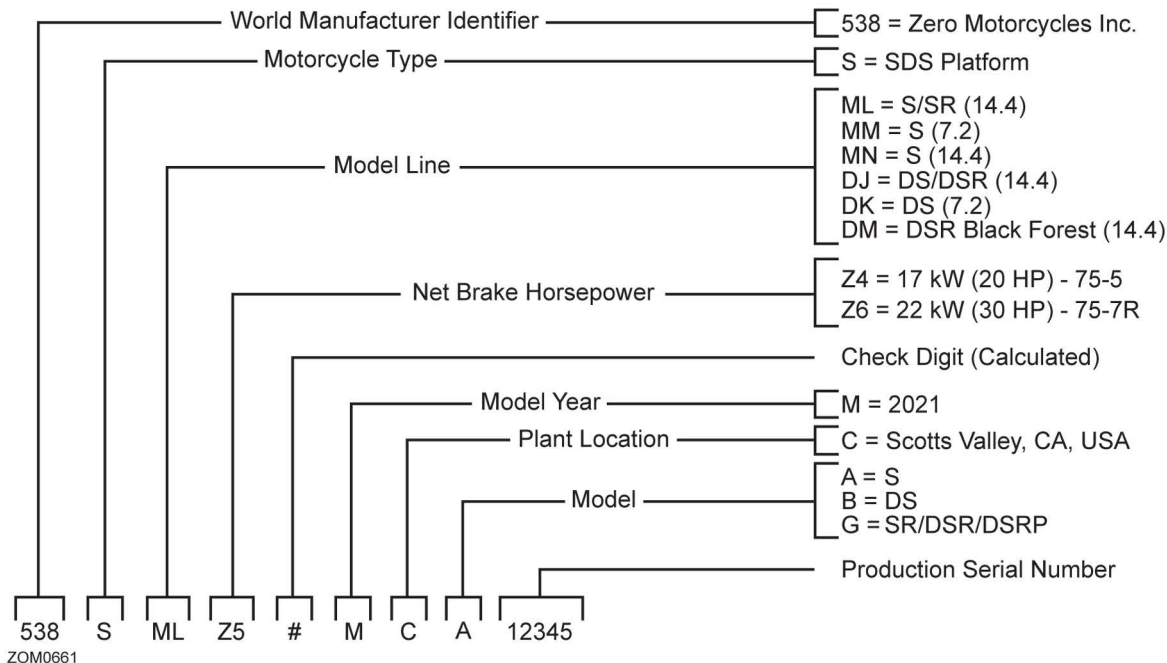 World Manufacturer Identifier
538 = Zero Motorcycles Inc.
Motorcycle Type
S = SDS Platform
Model Line
ML = S/SR (14.4)
MM = S (7.2)
MN = S (14.4)
DJ = DS/DSR (14.4)
DK = DS (7.2)
DM = DSR Black Forest (14.4)
Net Brake Horsepower
Z4 = 17 kW (20 HP) - 75-5
Z6 = 22 kW (30 HP) - 75-7R
Check Digit (Calculated)
Model Year
M = 2021
Plant Location
C = Scotts Valley, CA, USA
Model
A = S
B = DS
G = SR/DSR/DSRP
Production Serial Number
538 S ML Z5 # M C A 12345
ZOM0661